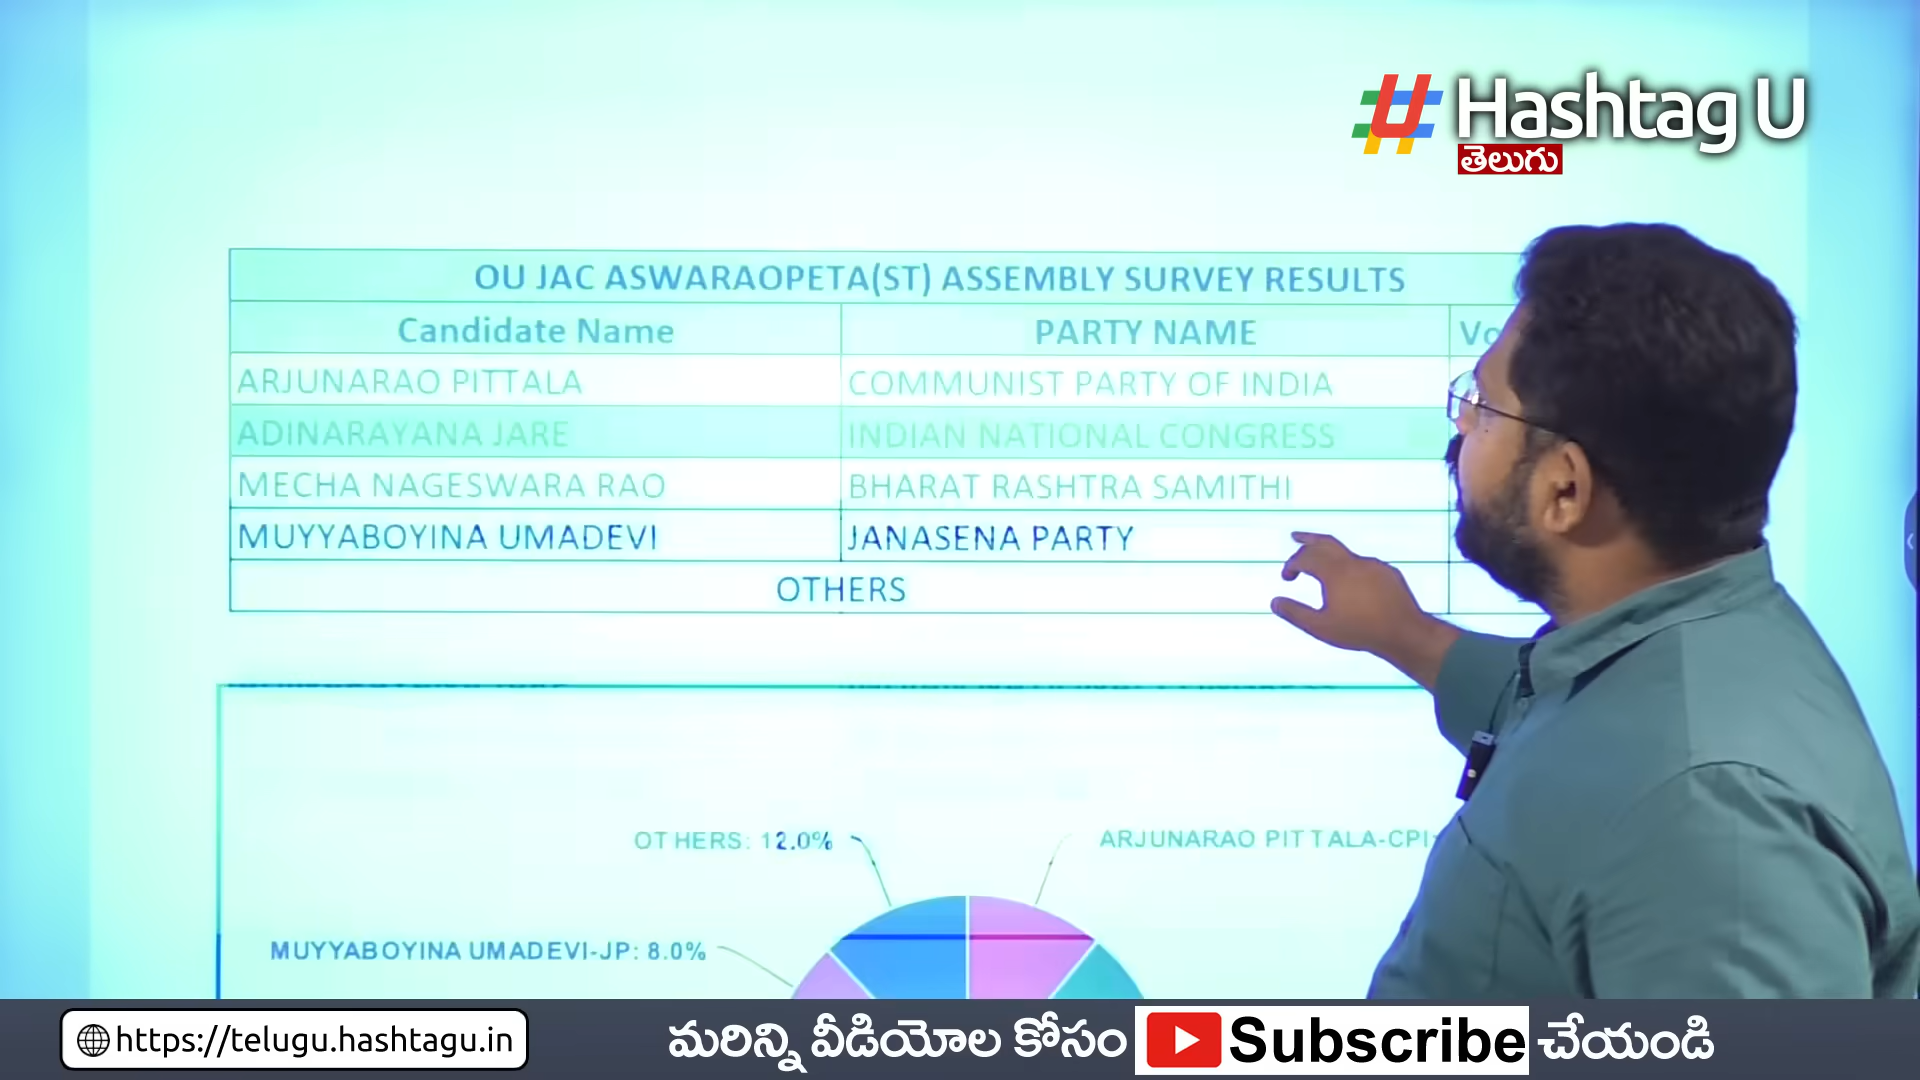 Hashtag U
తెలుగు
OU JAC ASWARAOPETA(ST) ASSEMBLY SURVEY RESULTS
Candidate Name PARTY NAME
ARJUNARAO PITTALA COMMUNIST PARTY OF INDIA
ADINARAYANA JARE INDIAN NATIONAL CONGRESS
MECHA NAGESWARA RAO BHARAT RASHTRA SAMITHI
MUYYABOYINA UMADEVI JANASENA PARTY
OTHERS
OTHERS: 12.0% ARJUNARAO PITTALA-CPI
MUYYABOYINA UMADEVI-JP: 8.0%
https://telugu.hashtagu.in మరిన్ని వీడియోల కోసం Subscribe చేయండి